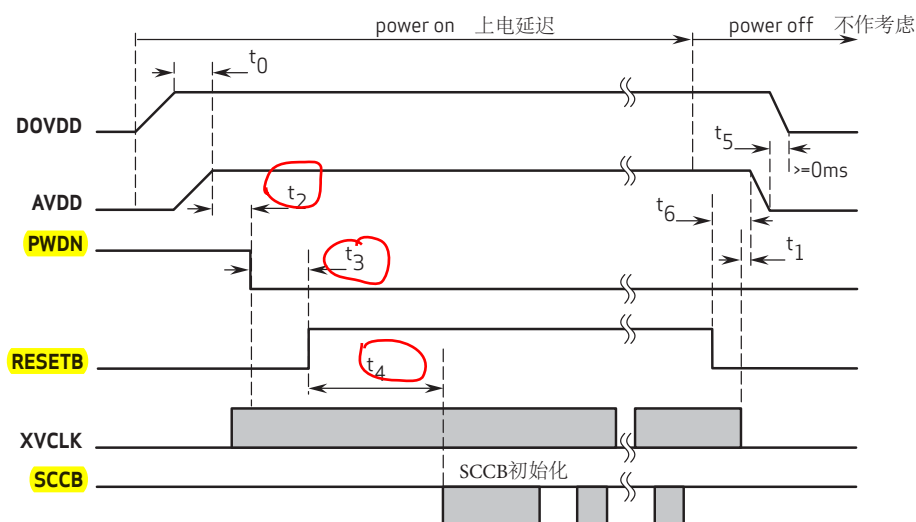 power on 上电延迟
power off 不作考虑
t0
DOVDD
t5
>=0ms
AVDD
t2
t6
PWDN
t3
t1
RESETB
t4
XVCLK
SCCB初始化
SCCB